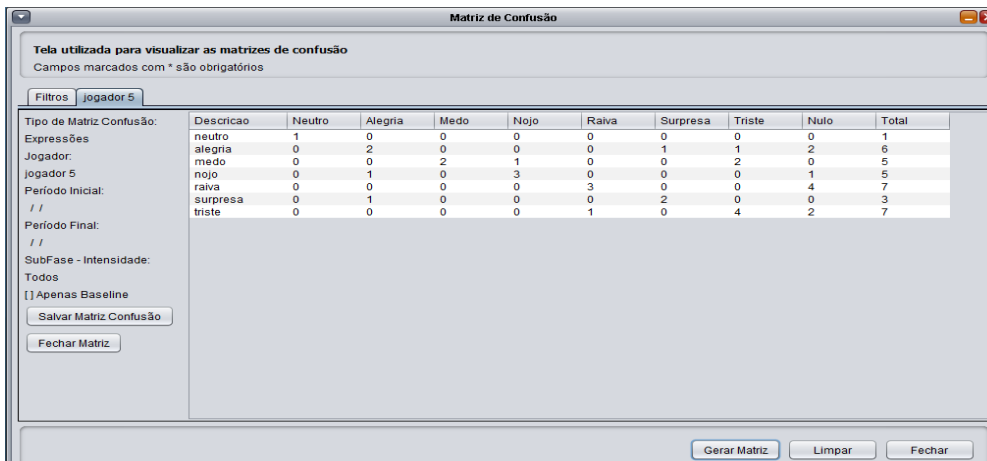 Matriz de Confusão
Tela utilizada para visualizar as matrizes de confusão
Campos marcados com * são obrigatórios
Filtros jogador 5
Tipo de Matriz Confusão:
Expressões
Jogador:
jogador 5
Período Inicial:
/ /
Período Final:
/ /
SubFase - Intensidade:
Todos
[ ] Apenas Baseline
Salvar Matriz Confusão
Fechar Matriz
Descricao Neutro Alegria Medo Nojo Raiva Surpresa Triste Nulo Total
neutro 1 0 0 0 0 0 0 0 1
alegria 0 2 0 0 0 1 1 2 6
medo 0 0 2 1 0 0 2 0 5
nojo 0 1 0 3 0 0 0 1 5
raiva 0 0 0 0 3 0 0 4 7
surpresa 0 1 0 0 0 2 0 0 3
triste 0 0 0 0 1 0 4 2 7
Gerar Matriz Limpar Fechar